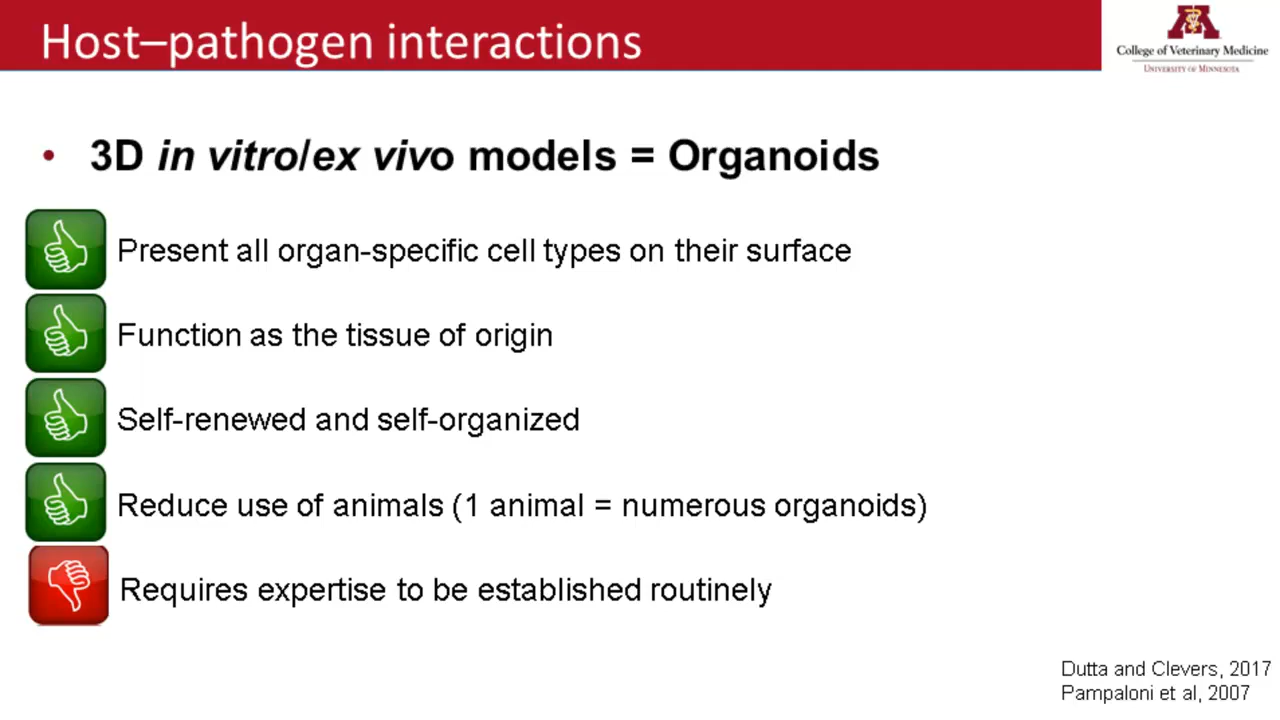 Host–pathogen interactions
College of Veterinary Medicine
University of Minnesota
• 3D in vitro/ex vivo models = Organoids
Present all organ-specific cell types on their surface
Function as the tissue of origin
Self-renewed and self-organized
Reduce use of animals (1 animal = numerous organoids)
Requires expertise to be established routinely
Dutta and Clevers, 2017
Pampaloni et al, 2007